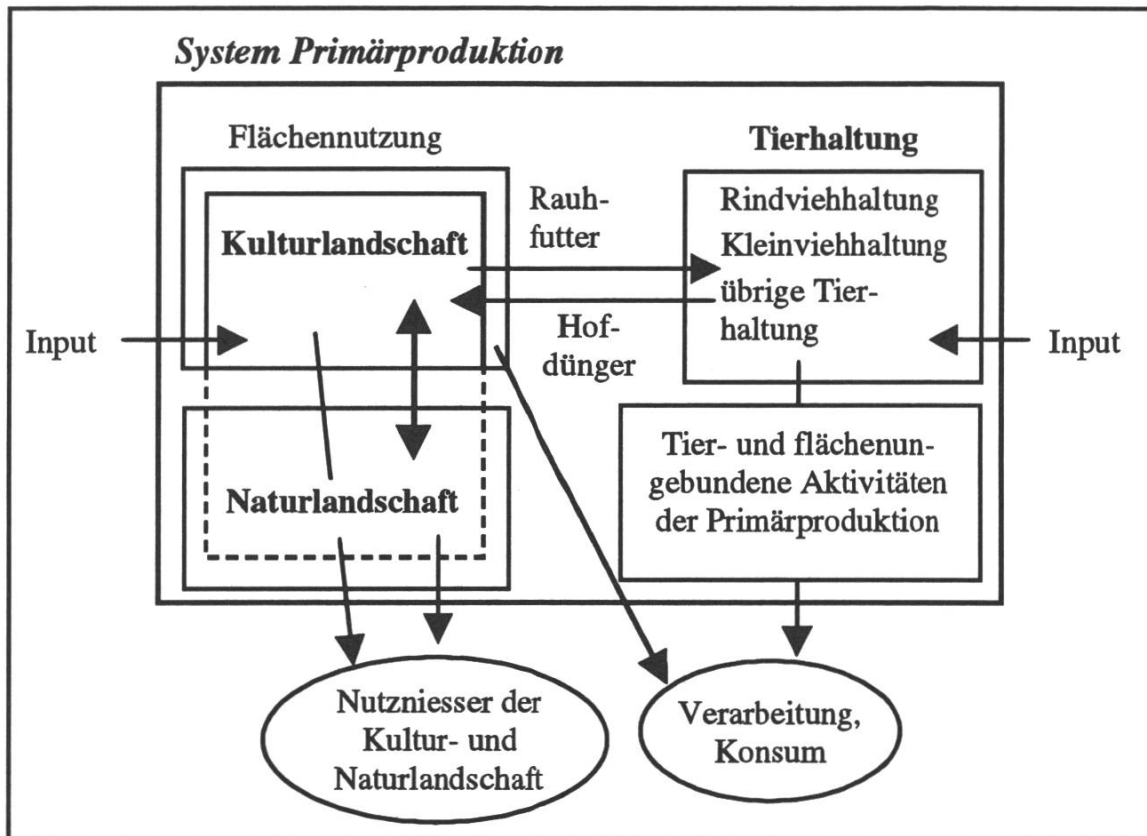 System Primärproduktion
Flächennutzung
Kulturlandschaft
Input
Naturlandschaft
Rauh-
futter
Hof-
dünger
Tierhaltung
Rindviehhaltung
Kleinviehhaltung
übrige Tier-
haltung
Input
Tier- und flächenun-
gebundene Aktivitäten
der Primärproduktion
Nutzniesser der
Kultur- und
Naturlandschaft
Verarbeitung,
Konsum